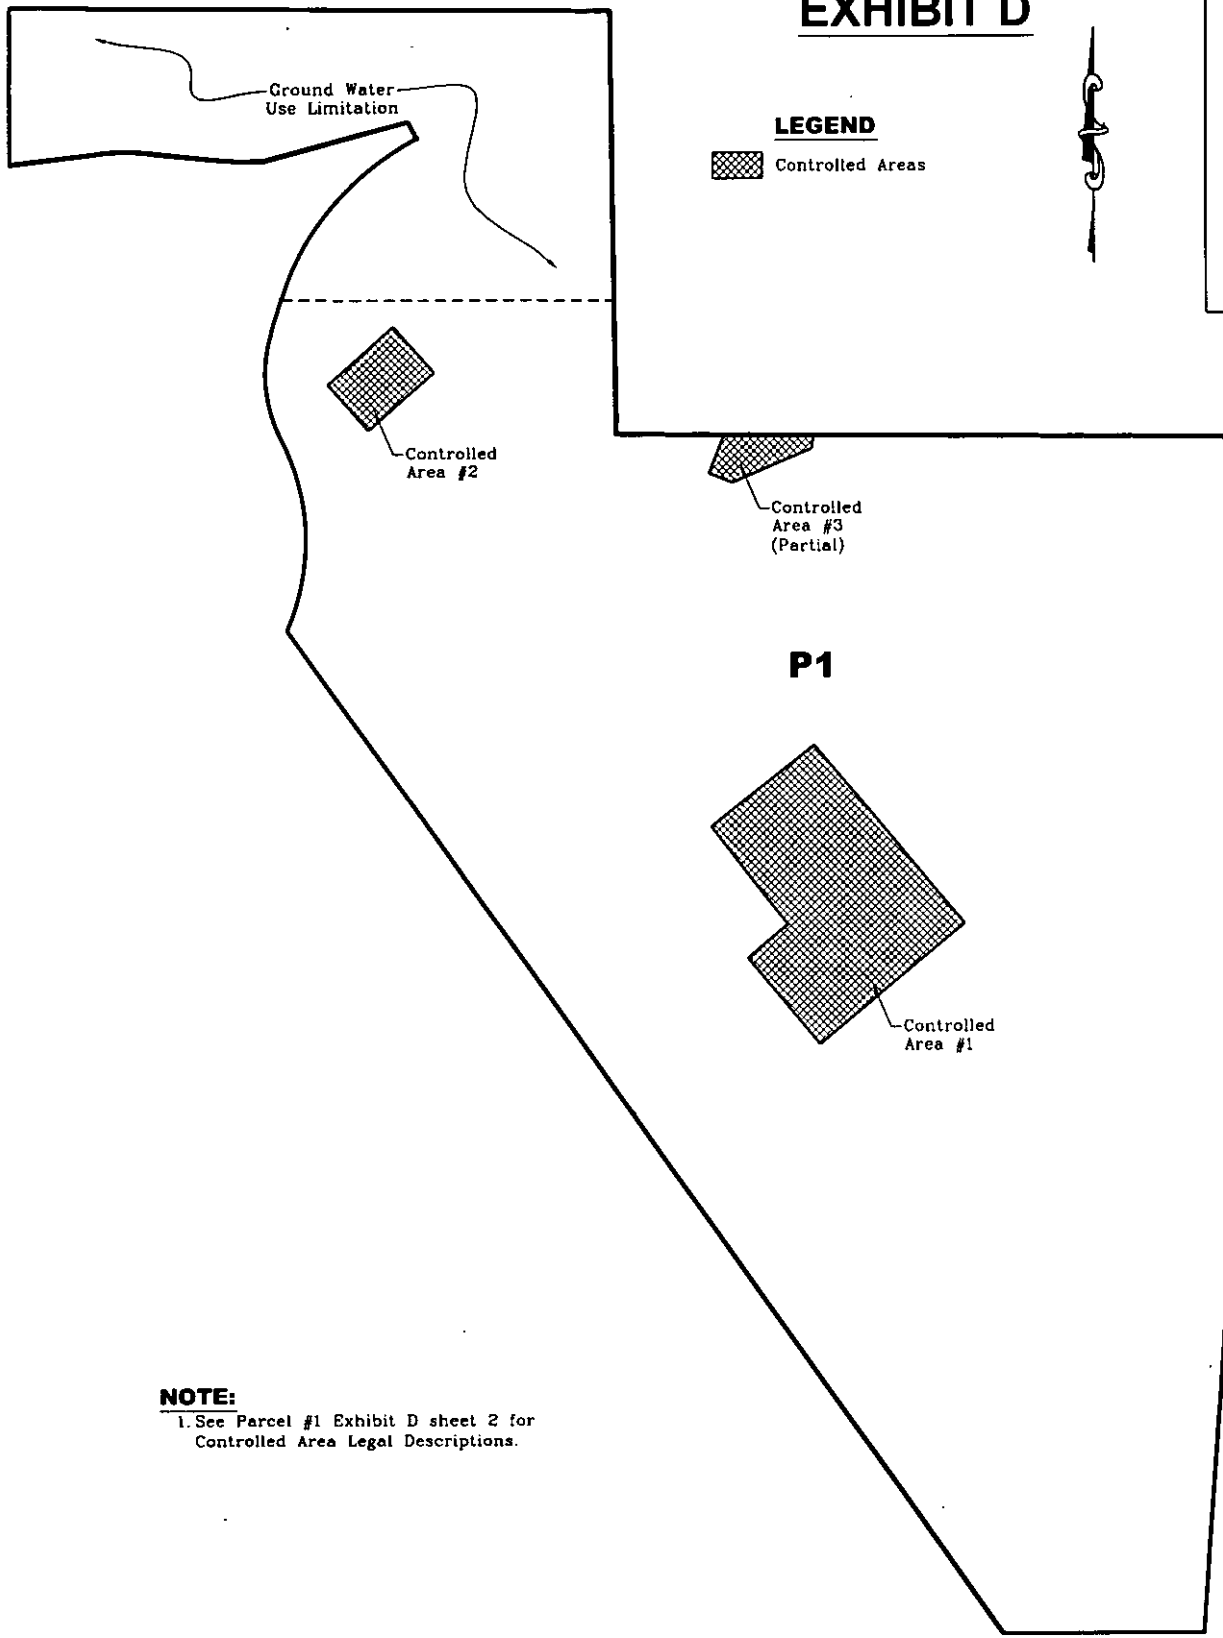 EXHIBIT D
Ground Water
Use Limitation
LEGEND
Controlled Areas
Controlled
Area #2
Controlled
Area #3
(Partial)
P1
Controlled
Area #1
NOTE:
1. See Parcel #1 Exhibit D sheet 2 for
Controlled Area Legal Descriptions.